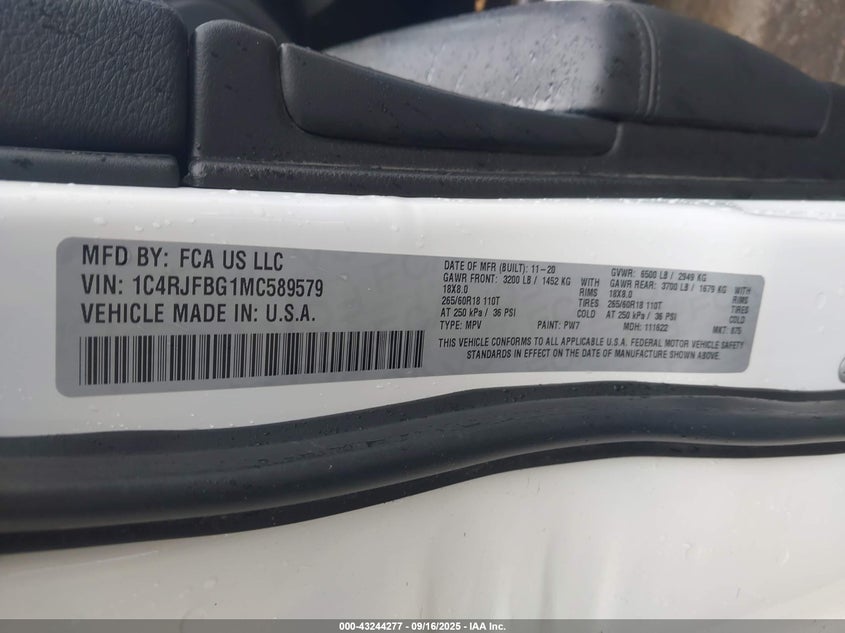 MFD BY: FCA US LLC
VIN: 1C4RJFBG1MC589579
VEHICLE MADE IN: U.S.A.
DATE OF MFR (BUILT): 11-20 GVWR: 6500 LB / 2949 KG
GAWR FRONT: 3200 LB / 1452 KG WITH GAWR REAR: 3700 LB / 1679 KG WITH
18X8.0 RIMS 18X8.0 RIMS
265/60R18 110T TIRES 265/60R18 110T TIRES
AT 250 kPa / 36 PSI COLD AT 250 kPa / 36 PSI COLD
TYPE: MPV PAINT: PW7 MDH: 111622 MKT: 675
THIS VEHICLE CONFORMS TO ALL APPLICABLE U.S.A. FEDERAL MOTOR VEHICLE SAFETY
STANDARDS IN EFFECT ON THE DATE OF MANUFACTURE SHOWN ABOVE.
000-43244277 - 09/16/2025 - IAA Inc.